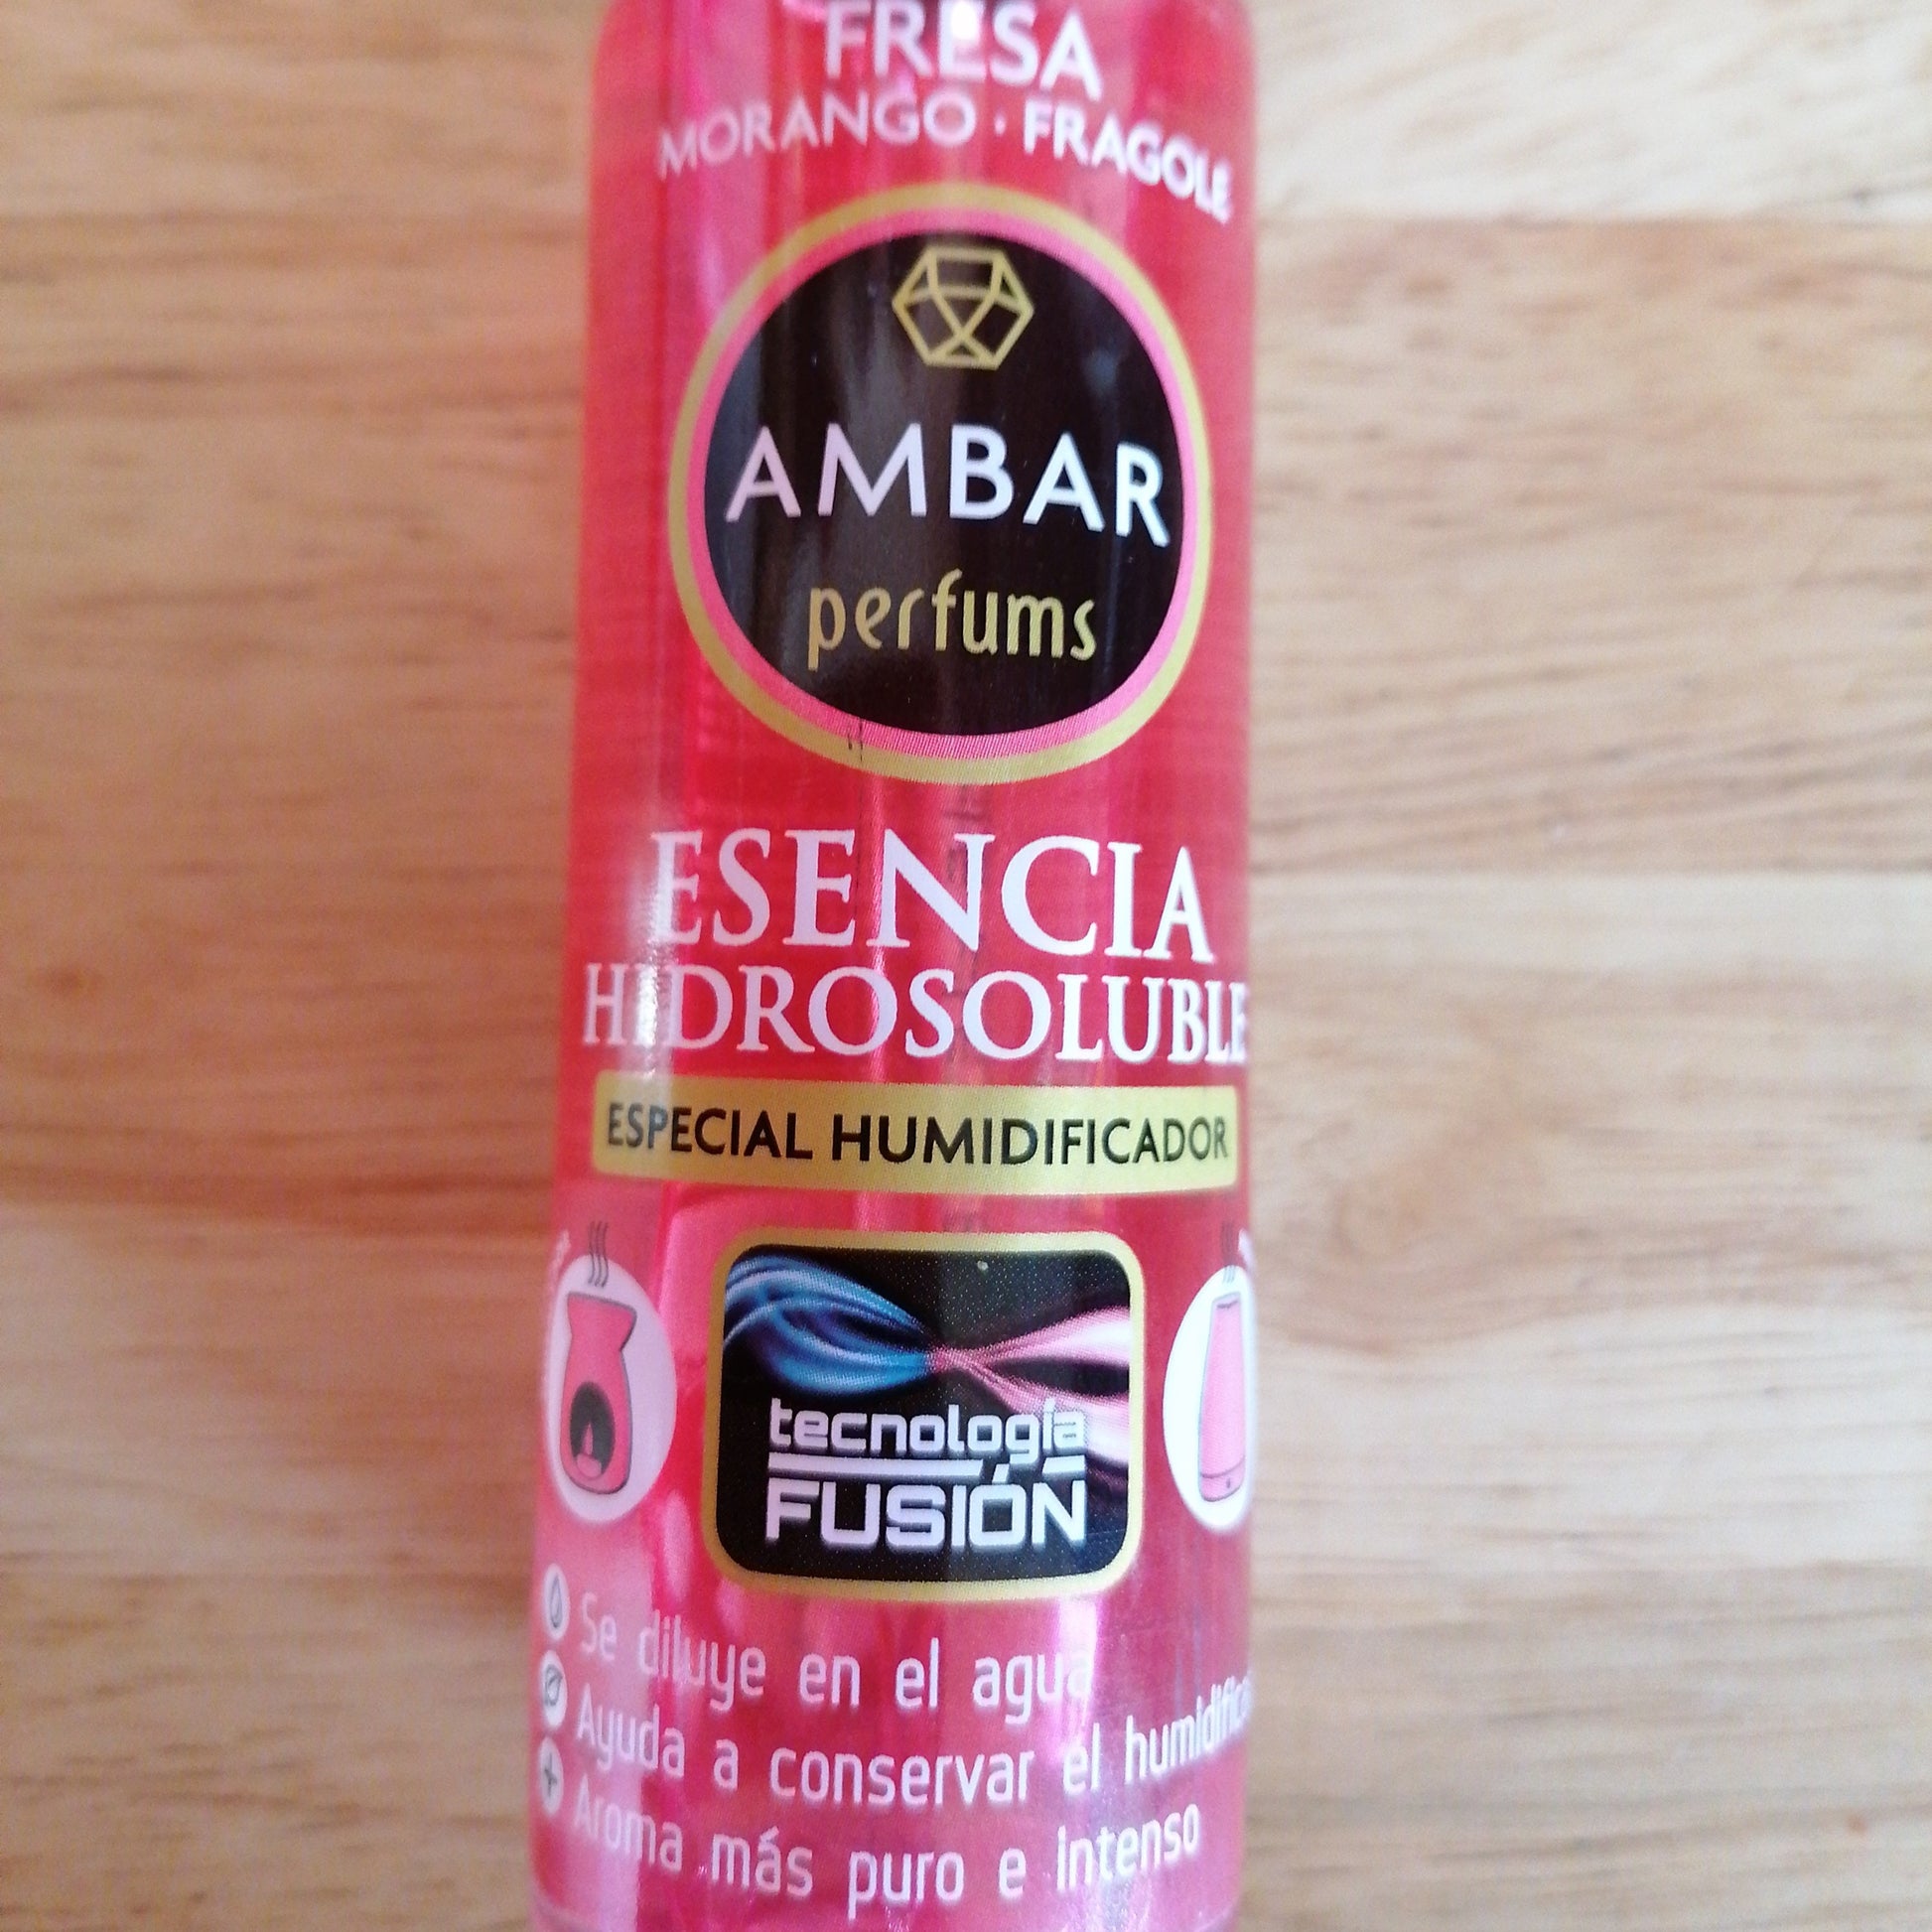 FRESA
MORANGO · FRAGOLE
AMBAR
perfums
ESENCIA
HIDROSOLUBLE
ESPECIAL HUMIDIFICADOR
tecnología
FUSIÓN
Se diluye en el agua
Ayuda a conservar el
Aroma más puro e intenso